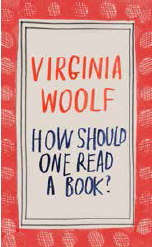 VIRGINIA
WOOLF
HOW SHOULD
ONE READ
A BOOK?